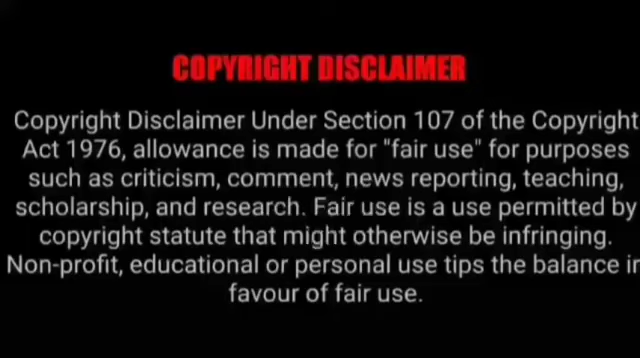 COPYRIGHT DISCLAIMER
Copyright Disclaimer Under Section 107 of the Copyright
Act 1976, allowance is made for "fair use" for purposes
such as criticism, comment, news reporting, teaching,
scholarship, and research. Fair use is a use permitted by
copyright statute that might otherwise be infringing.
Non-profit, educational or personal use tips the balance in
favour of fair use.